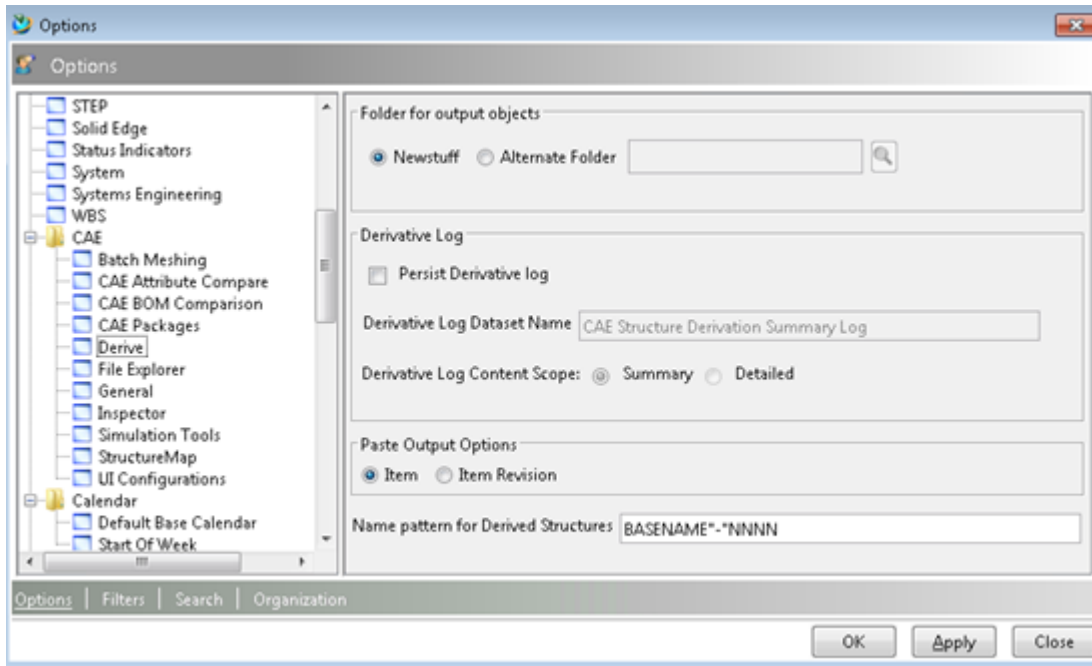 Options
Options
STEP
Solid Edge
Status Indicators
System
Systems Engineering
WBS
CAE
Batch Meshing
CAE Attribute Compare
CAE BOM Comparison
CAE Packages
Derive
File Explorer
General
Inspector
Simulation Tools
StructureMap
UI Configurations
Calendar
Default Base Calendar
Start Of Week
Folder for output objects
Newstuff Alternate Folder
Derivative Log
Persist Derivative log
Derivative Log Dataset Name CAE Structure Derivation Summary Log
Derivative Log Content Scope: Summary Detailed
Paste Output Options
Item Item Revision
Name pattern for Derived Structures BASENAME"-"NNNN
Options | Filters | Search | Organization
OK Apply Close